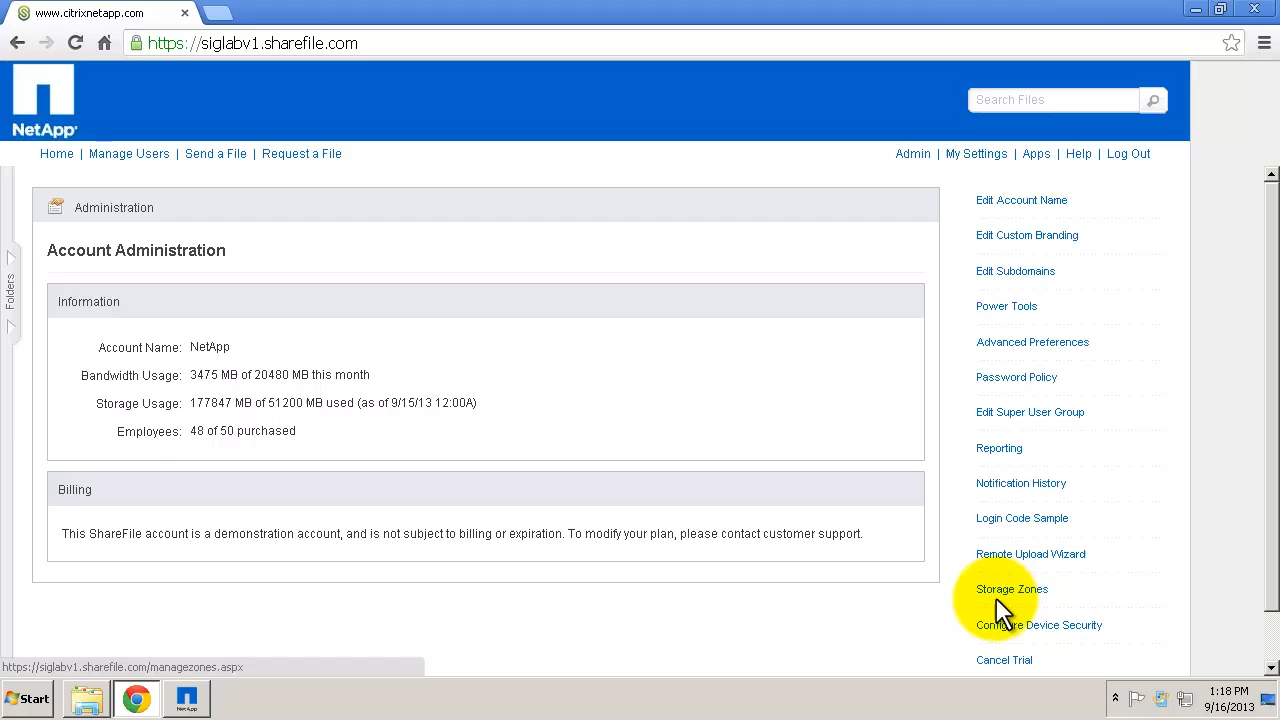 www.citrixnetapp.com
https://siglabv1.sharefile.com
NetApp
Search Files
Home | Manage Users | Send a File | Request a File
Admin | My Settings | Apps | Help | Log Out
Folders
Administration
Account Administration
Information
Account Name: NetApp
Bandwidth Usage: 3475 MB of 20480 MB this month
Storage Usage: 177847 MB of 51200 MB used (as of 9/15/13 12:00A)
Employees: 48 of 50 purchased
Billing
This ShareFile account is a demonstration account, and is not subject to billing or expiration. To modify your plan, please contact customer support.
Edit Account Name
Edit Custom Branding
Edit Subdomains
Power Tools
Advanced Preferences
Password Policy
Edit Super User Group
Reporting
Notification History
Login Code Sample
Remote Upload Wizard
Storage Zones
Configure Device Security
Cancel Trial
https://siglabv1.sharefile.com/managezones.aspx
Start
NetApp
1:18 PM
9/16/2013